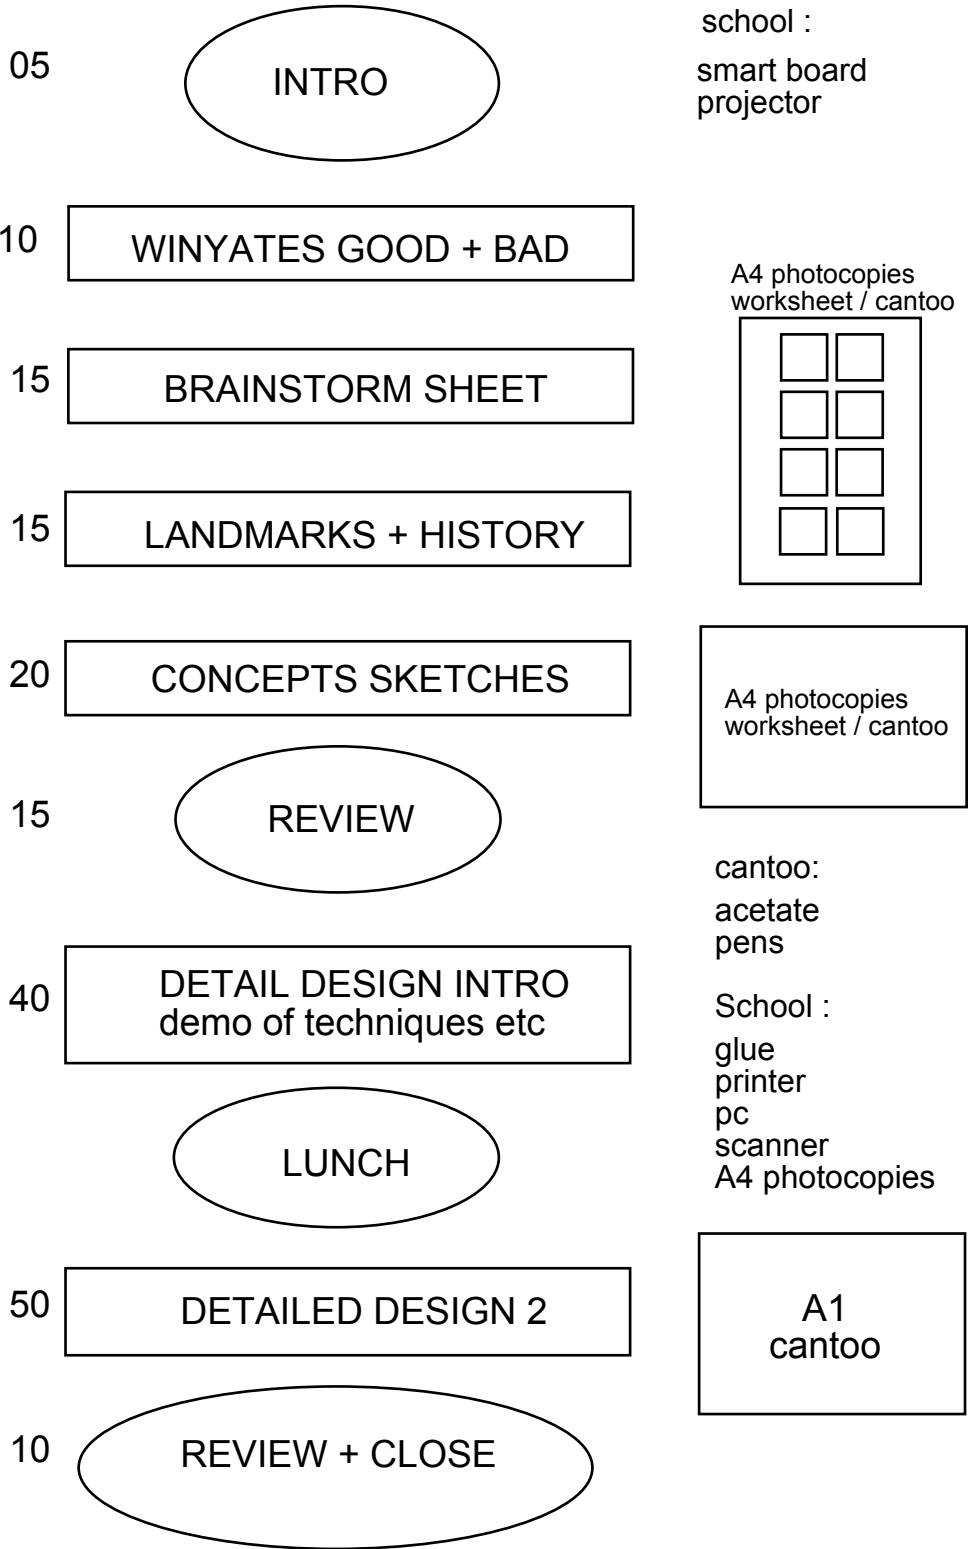 05
INTRO
school :
smart board
projector
10
WINYATES GOOD + BAD
A4 photocopies
worksheet / cantoo
15
BRAINSTORM SHEET
15
LANDMARKS + HISTORY
20
CONCEPTS SKETCHES
A4 photocopies
worksheet / cantoo
15
REVIEW
cantoo:
acetate
pens
40
DETAIL DESIGN INTRO
demo of techniques etc
School :
glue
printer
pc
scanner
A4 photocopies
LUNCH
50
DETAILED DESIGN 2
A1
cantoo
10
REVIEW + CLOSE